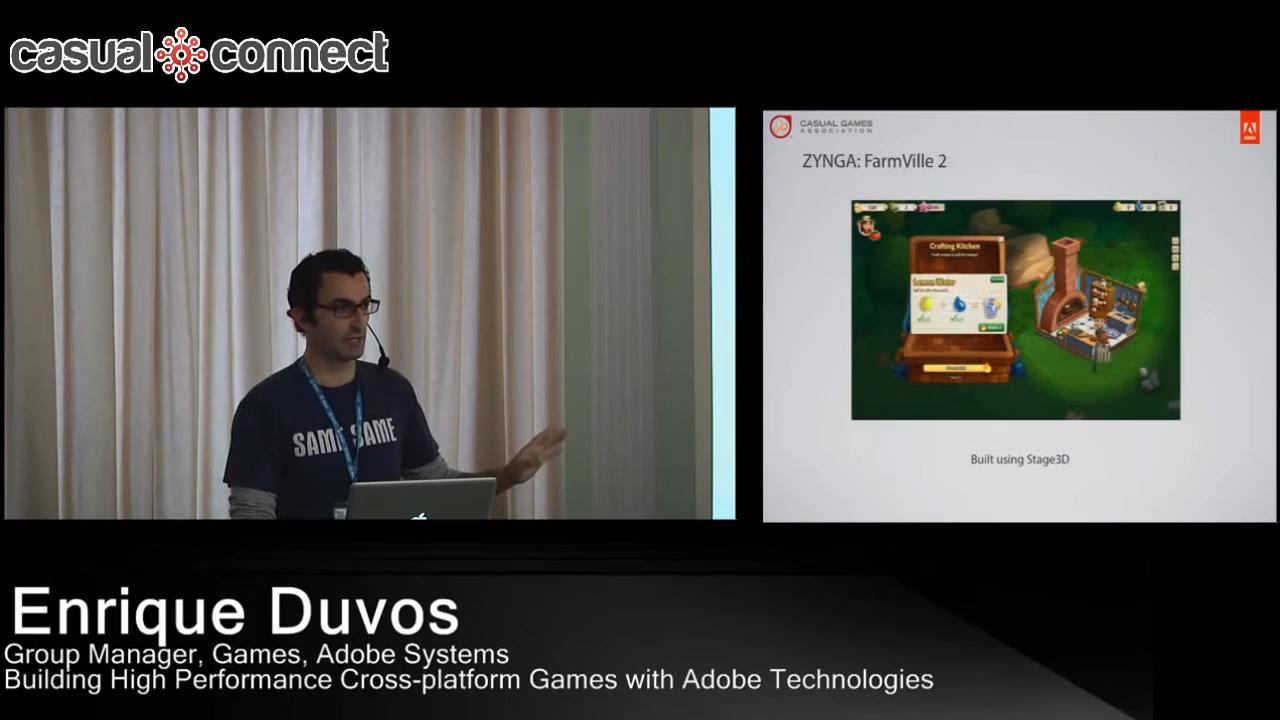 casual connect
CASUAL GAMES
ASSOCIATION
ZYNGA: FarmVille 2
Crafting Kitchen
Lemon Water
Built using Stage3D
SAME SAME
Enrique Duvos
Group Manager, Games, Adobe Systems
Building High Performance Cross-platform Games with Adobe Technologies